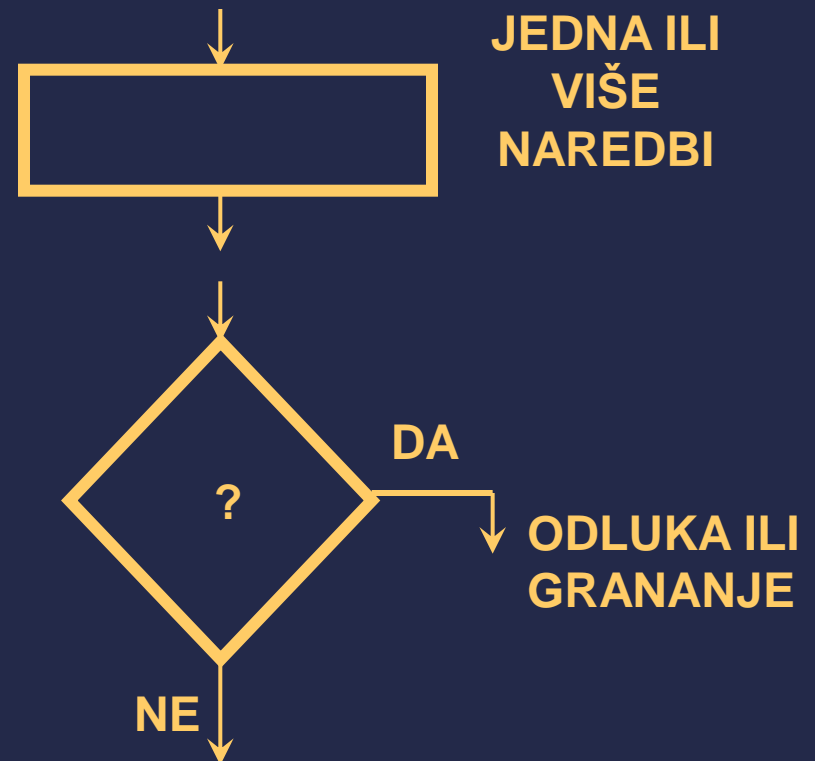 JEDNA ILI
VIŠE
NAREDBI
DA
?
ODLUKA ILI
GRANANJE
NE